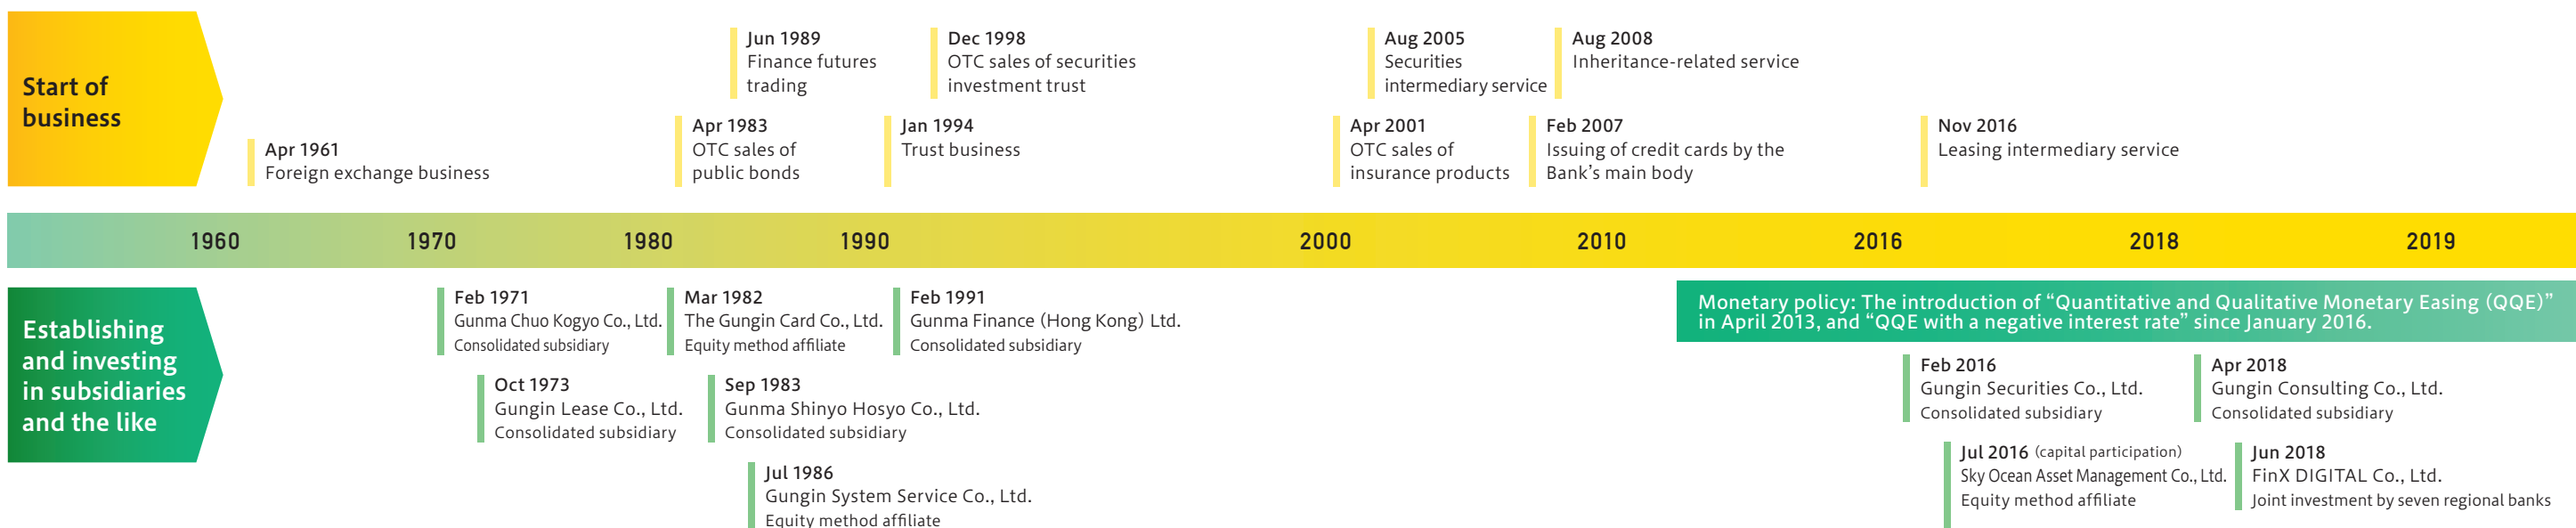 Start of
business
Apr 1961
Foreign exchange business
Jun 1989
Finance futures
trading
Apr 1983
OTC sales of
public bonds
Dec 1998
OTC sales of securities
investment trust
Jan 1994
Trust business
Aug 2005
Securities
intermediary service
Apr 2001
OTC sales of
insurance products
Aug 2008
Inheritance-related service
Feb 2007
Issuing of credit cards by the
Bank’s main body
Nov 2016
Leasing intermediary service
1960 1970 1980 1990 2000 2010 2016 2018 2019
Establishing
and investing
in subsidiaries
and the like
Feb 1971
Gunma Chuo Kogyo Co., Ltd.
Consolidated subsidiary
Oct 1973
Gungin Lease Co., Ltd.
Consolidated subsidiary
Mar 1982
The Gungin Card Co., Ltd.
Equity method affiliate
Sep 1983
Gunma Shinyo Hosyo Co., Ltd.
Consolidated subsidiary
Jul 1986
Gungin System Service Co., Ltd.
Equity method affiliate
Feb 1991
Gunma Finance (Hong Kong) Ltd.
Consolidated subsidiary
Monetary policy: The introduction of “Quantitative and Qualitative Monetary Easing (QQE)”
in April 2013, and “QQE with a negative interest rate” since January 2016.
Feb 2016
Gungin Securities Co., Ltd.
Consolidated subsidiary
Jul 2016 (capital participation)
Sky Ocean Asset Management Co., Ltd.
Equity method affiliate
Apr 2018
Gungin Consulting Co., Ltd.
Consolidated subsidiary
Jun 2018
FinX DIGITAL Co., Ltd.
Joint investment by seven regional banks